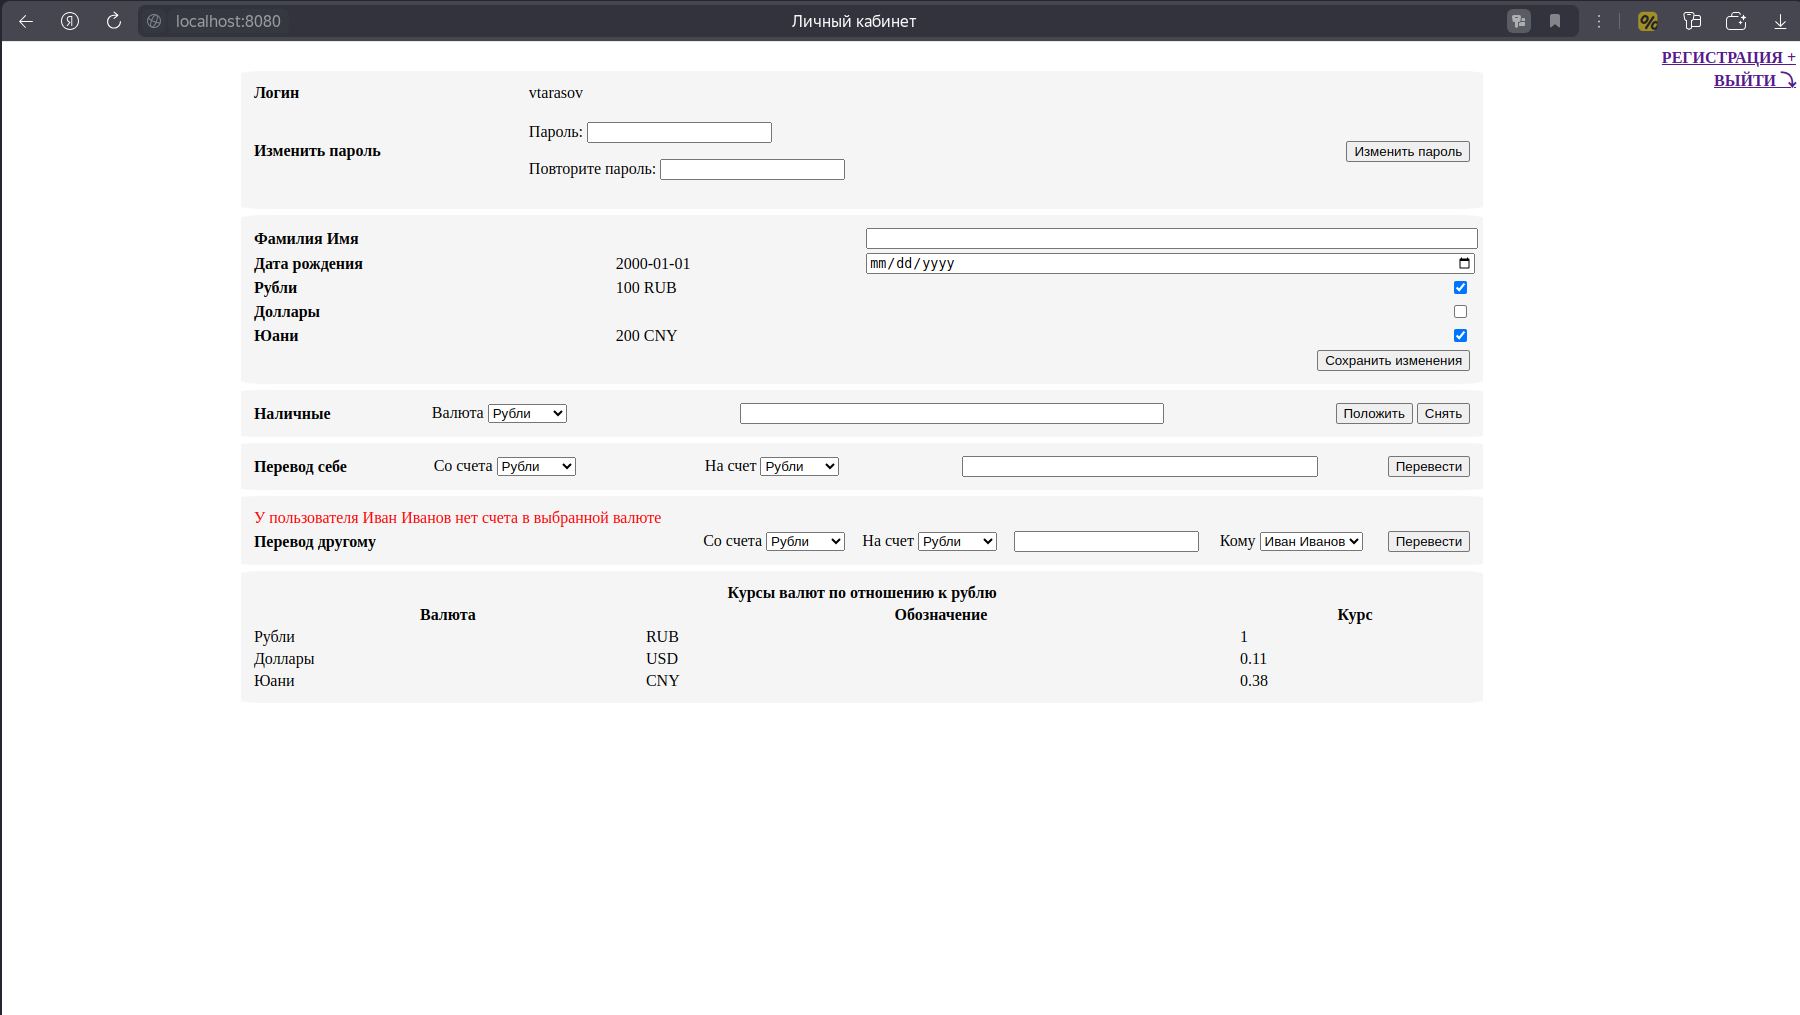 localhost:8080 Личный кабинет
РЕГИСТРАЦИЯ +
ВЫЙТИ ⤵
Логин vtarasov
Пароль:
Изменить пароль Изменить пароль
Повторите пароль:
Фамилия Имя
Дата рождения 2000-01-01 mm/dd/yyyy
Рубли 100 RUB
Доллары
Юани 200 CNY
Сохранить изменения
Наличные Валюта Рубли Положить Снять
Перевод себе Со счета Рубли На счет Рубли Перевести
У пользователя Иван Иванов нет счета в выбранной валюте
Перевод другому Со счета Рубли На счет Рубли Кому Иван Иванов Перевести
Курсы валют по отношению к рублю
Валюта Обозначение Курс
Рубли RUB 1
Доллары USD 0.11
Юани CNY 0.38